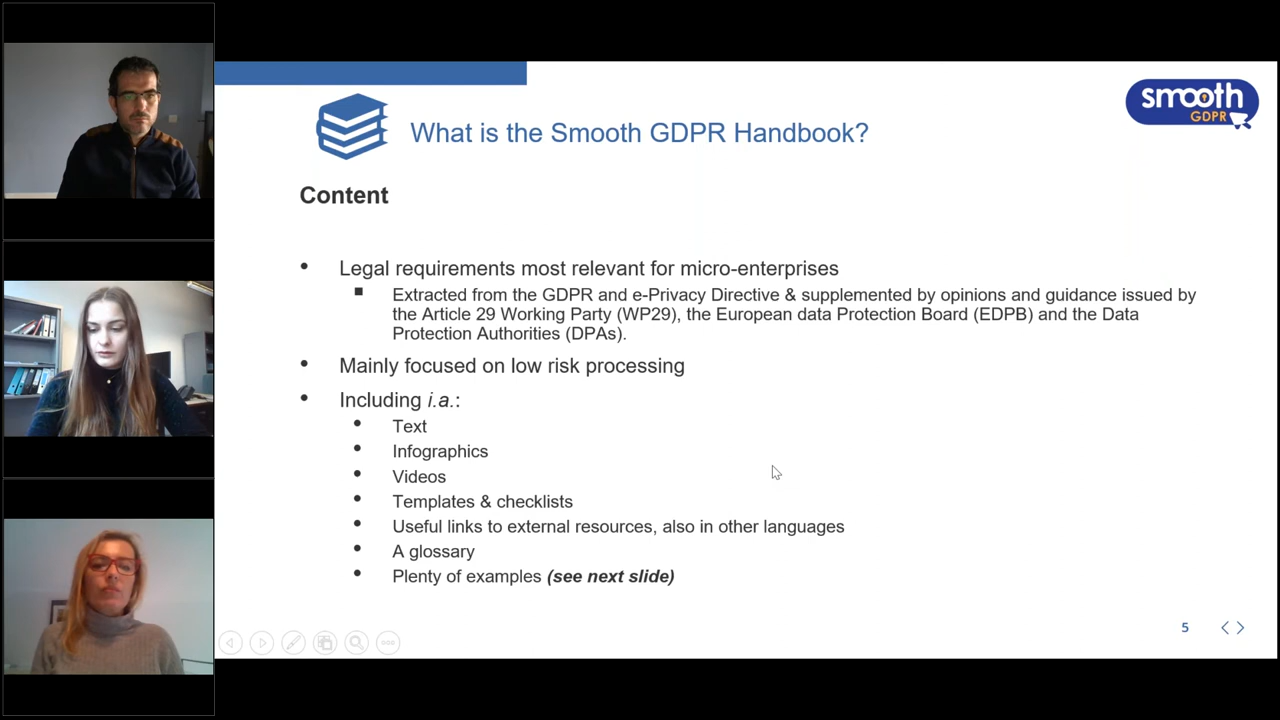 smooth
GDPR
What is the Smooth GDPR Handbook?
Content
• Legal requirements most relevant for micro-enterprises
▪ Extracted from the GDPR and e-Privacy Directive & supplemented by opinions and guidance issued by
the Article 29 Working Party (WP29), the European data Protection Board (EDPB) and the Data
Protection Authorities (DPAs).
• Mainly focused on low risk processing
• Including i.a.:
• Text
• Infographics
• Videos
• Templates & checklists
• Useful links to external resources, also in other languages
• A glossary
• Plenty of examples (see next slide)
5